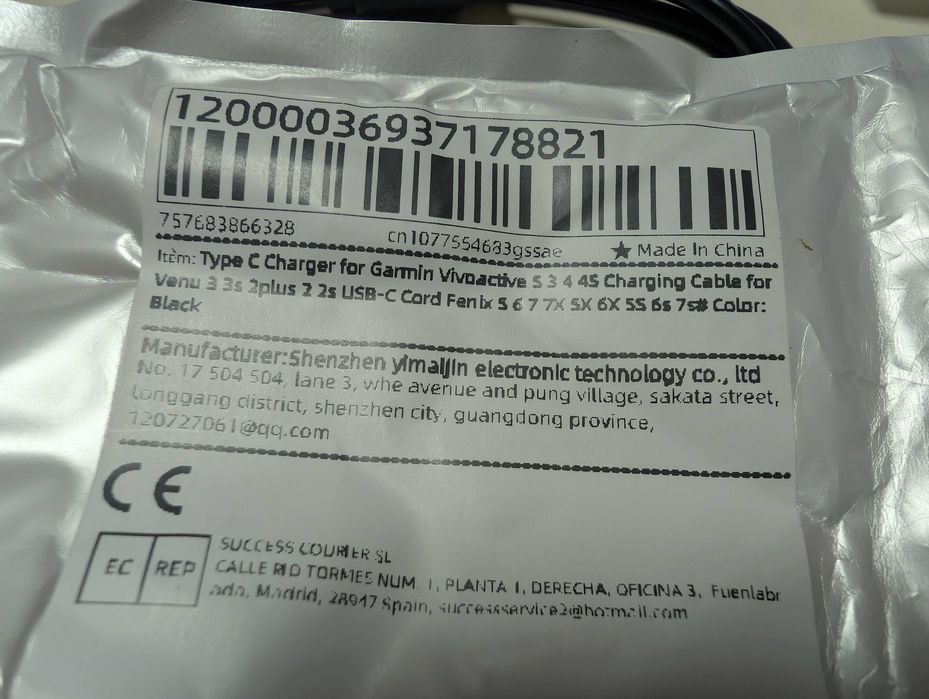 12000036937178821
757683866328 cn1077554683gssae ★ Made In China
Item: Type C Charger for Garmin Vivoactive 5 3 4 4S Charging Cable for
Venu 3 3s 2plus 2 2s USB-C Cord Fenix 5 6 7 7X 5X 6X 5S 6s 7s# Color:
Black
Manufacturer:Shenzhen yimaijin electronic technology co., ltd
No. 17 504 504, lane 3, whe avenue and pung village, sakata street,
longgang district, shenzhen city, guangdong province,
120727061@qq.com
CE
EC REP
SUCCESS COURIER SL
CALLE RIO TORMES NUM. 1, PLANTA 1, DERECHA, OFICINA 3, Fuenlabr
ada, Madrid, 28947 Spain, successservice2@hotmail.com